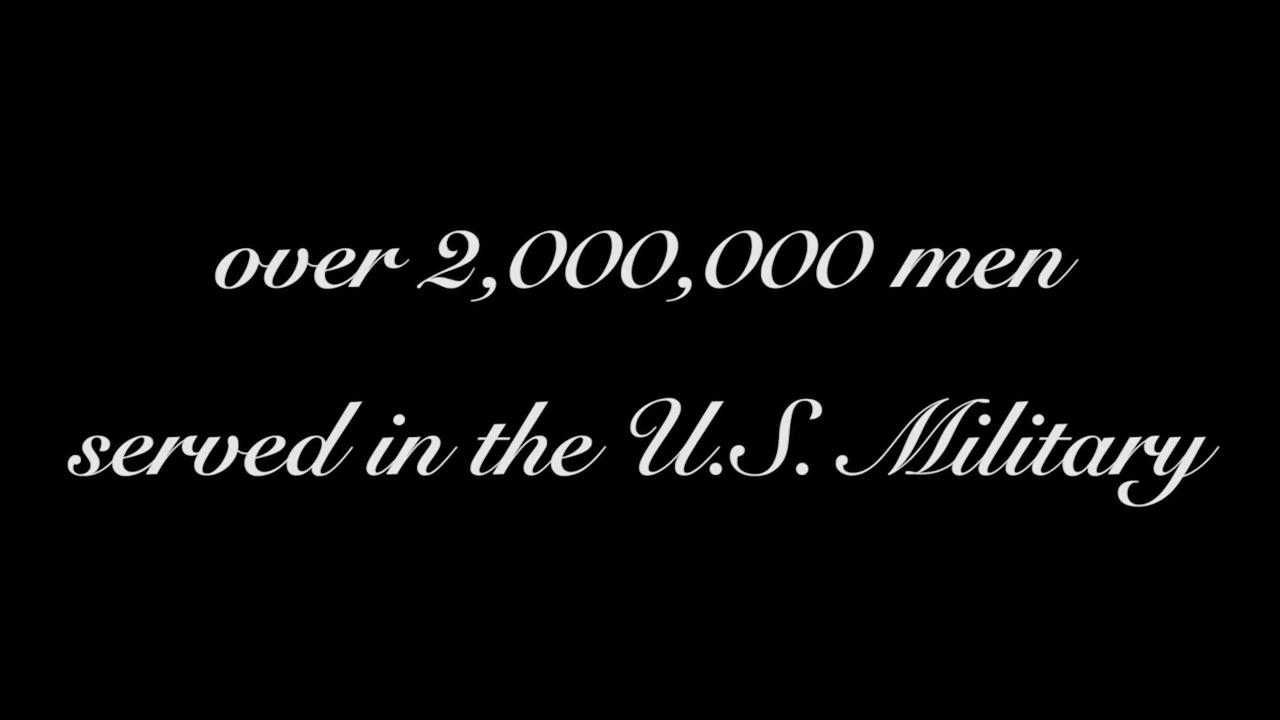 over 2,000,000 men
served in the U.S. Military